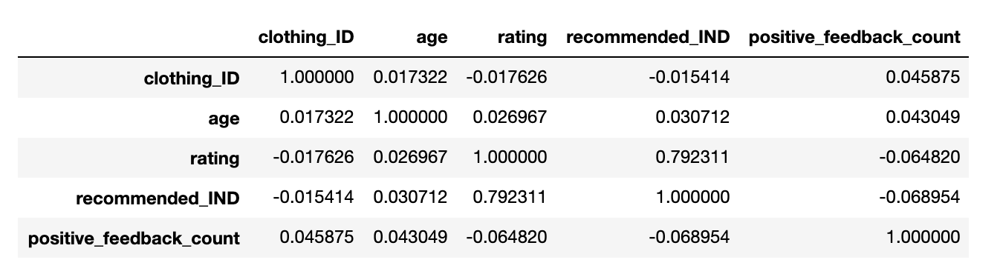 clothing_ID age rating recommended_IND positive_feedback_count
clothing_ID 1.000000 0.017322 -0.017626 -0.015414 0.045875
age 0.017322 1.000000 0.026967 0.030712 0.043049
rating -0.017626 0.026967 1.000000 0.792311 -0.064820
recommended_IND -0.015414 0.030712 0.792311 1.000000 -0.068954
positive_feedback_count 0.045875 0.043049 -0.064820 -0.068954 1.000000